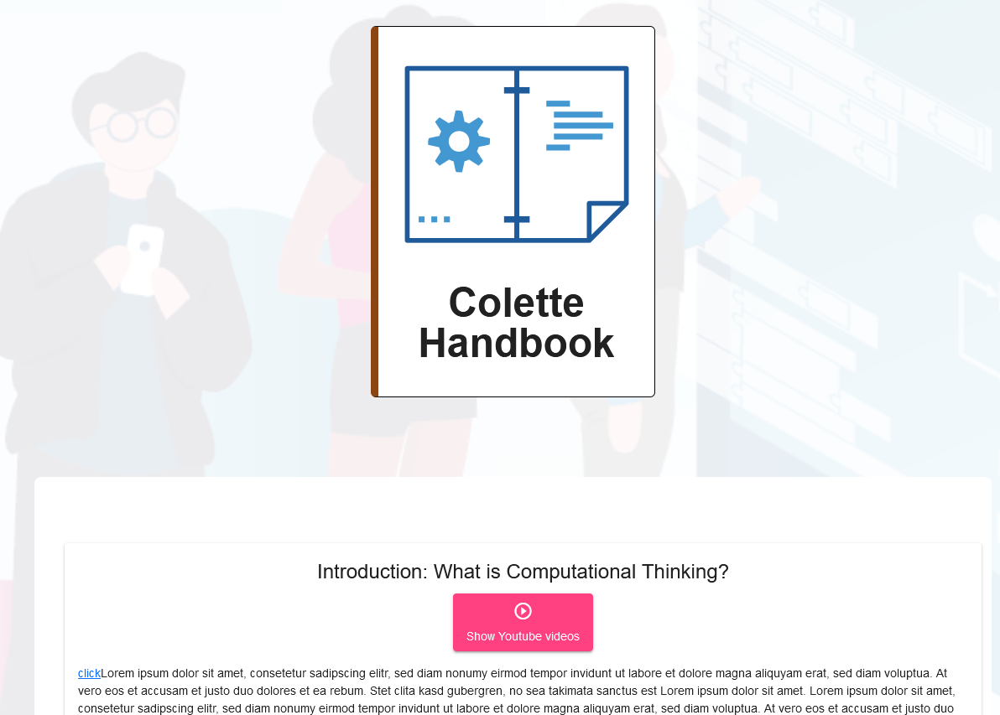 Colette
Handbook
Introduction: What is Computational Thinking?
Show Youtube videos
clickLorem ipsum dolor sit amet, consetetur sadipscing elitr, sed diam nonumy eirmod tempor invidunt ut labore et dolore magna aliquyam erat, sed diam voluptua. At
vero eos et accusam et justo duo dolores et ea rebum. Stet clita kasd gubergren, no sea takimata sanctus est Lorem ipsum dolor sit amet. Lorem ipsum dolor sit amet,
consetetur sadipscing elitr, sed diam nonumy eirmod tempor invidunt ut labore et dolore magna aliquyam erat, sed diam voluptua. At vero eos et accusam et justo duo